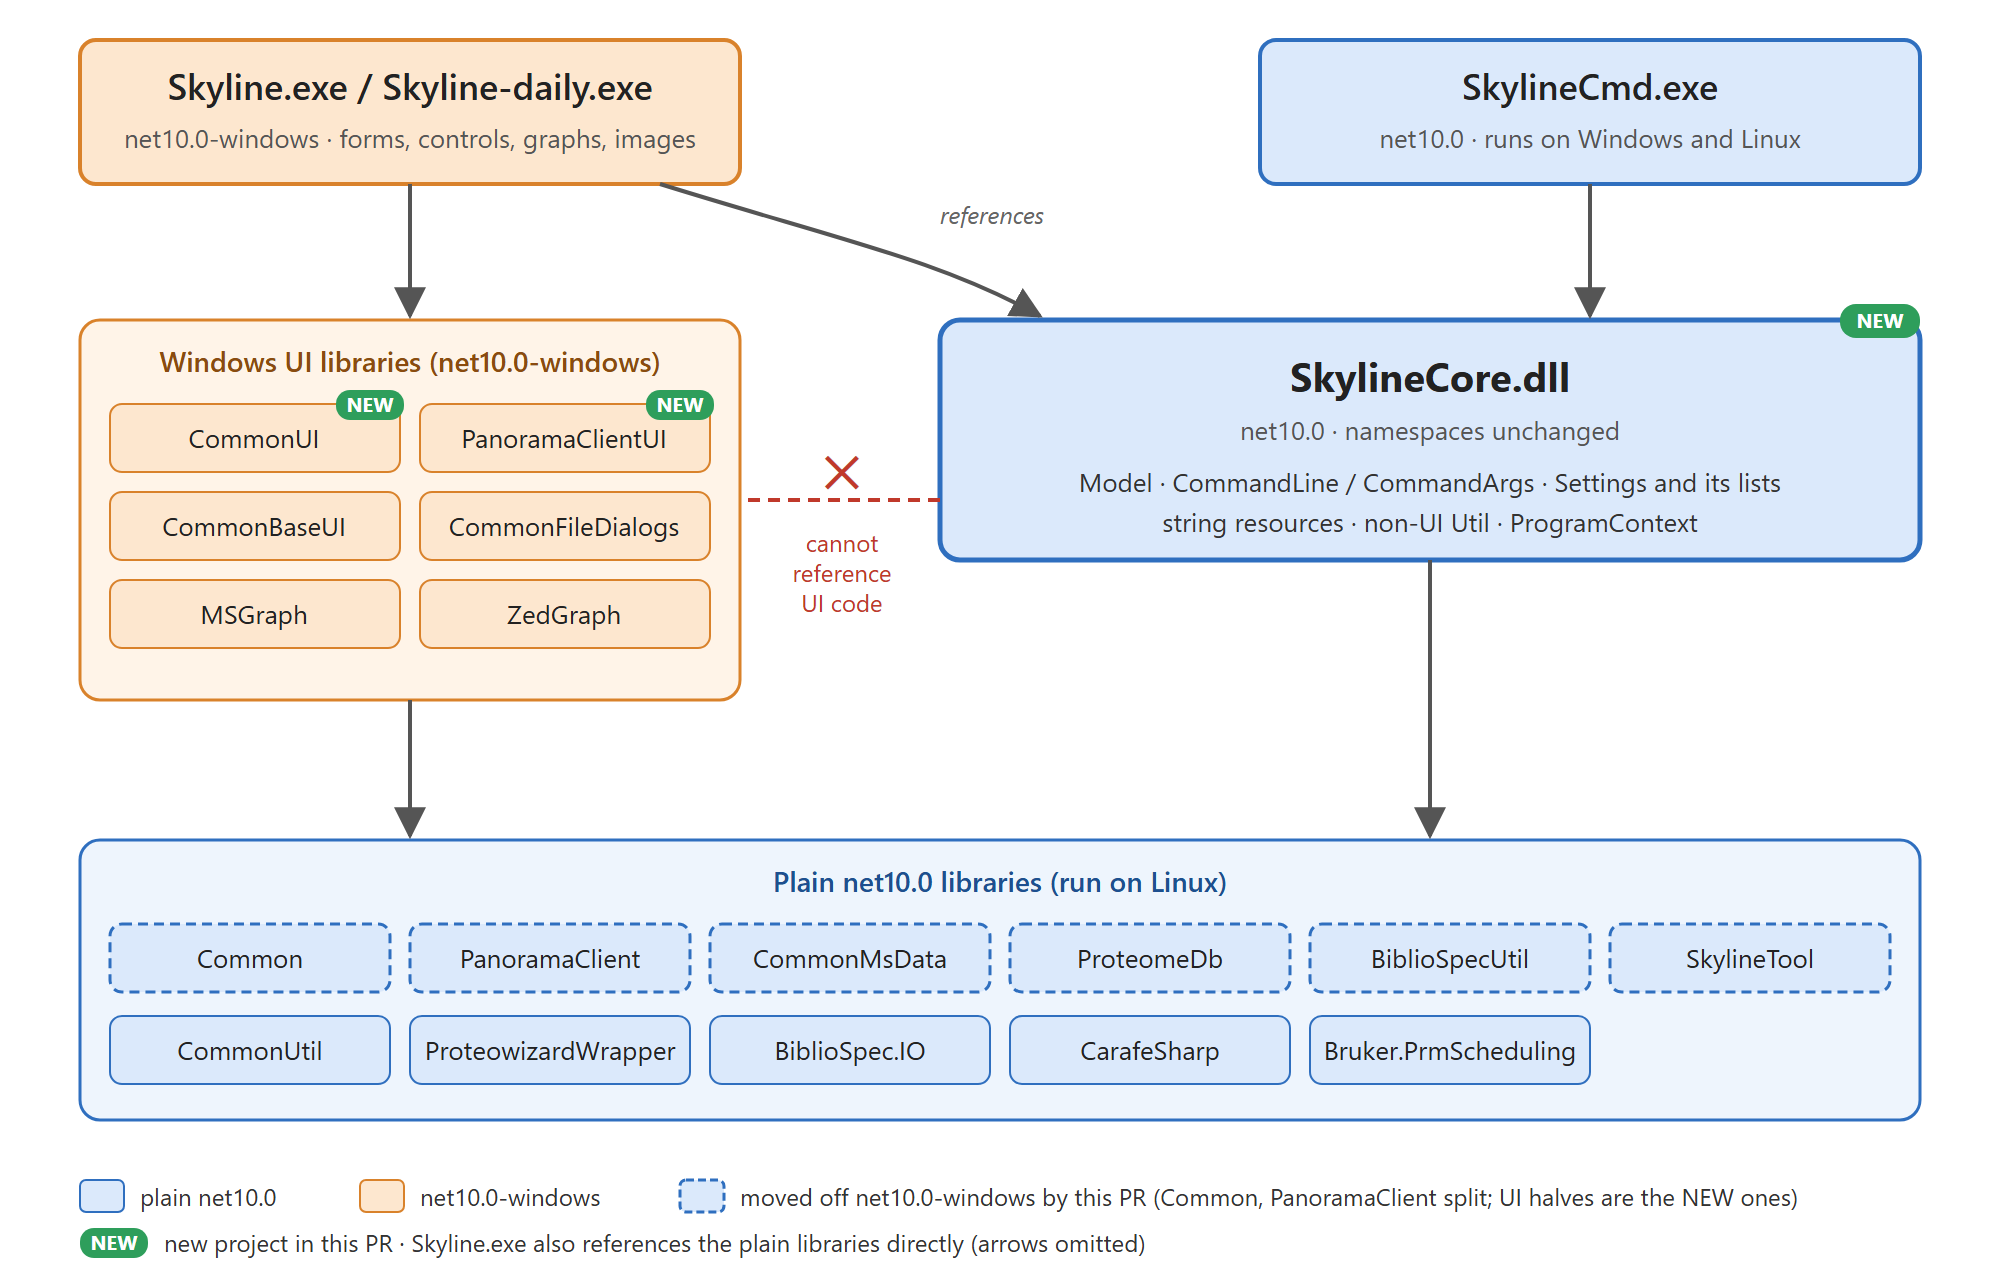 Skyline.exe / Skyline-daily.exe
net10.0-windows · forms, controls, graphs, images
SkylineCmd.exe
net10.0 · runs on Windows and Linux
references
Windows UI libraries (net10.0-windows)
NEW
CommonUI
NEW
PanoramaClientUI
CommonBaseUI
CommonFileDialogs
MSGraph
ZedGraph
cannot
reference
UI code
NEW
SkylineCore.dll
net10.0 · namespaces unchanged
Model · CommandLine / CommandArgs · Settings and its lists
string resources · non-UI Util · ProgramContext
Plain net10.0 libraries (run on Linux)
Common
PanoramaClient
CommonMsData
ProteomeDb
BiblioSpecUtil
SkylineTool
CommonUtil
ProteowizardWrapper
BiblioSpec.IO
CarafeSharp
Bruker.PrmScheduling
plain net10.0
net10.0-windows
moved off net10.0-windows by this PR (Common, PanoramaClient split; UI halves are the NEW ones)
NEW
new project in this PR · Skyline.exe also references the plain libraries directly (arrows omitted)